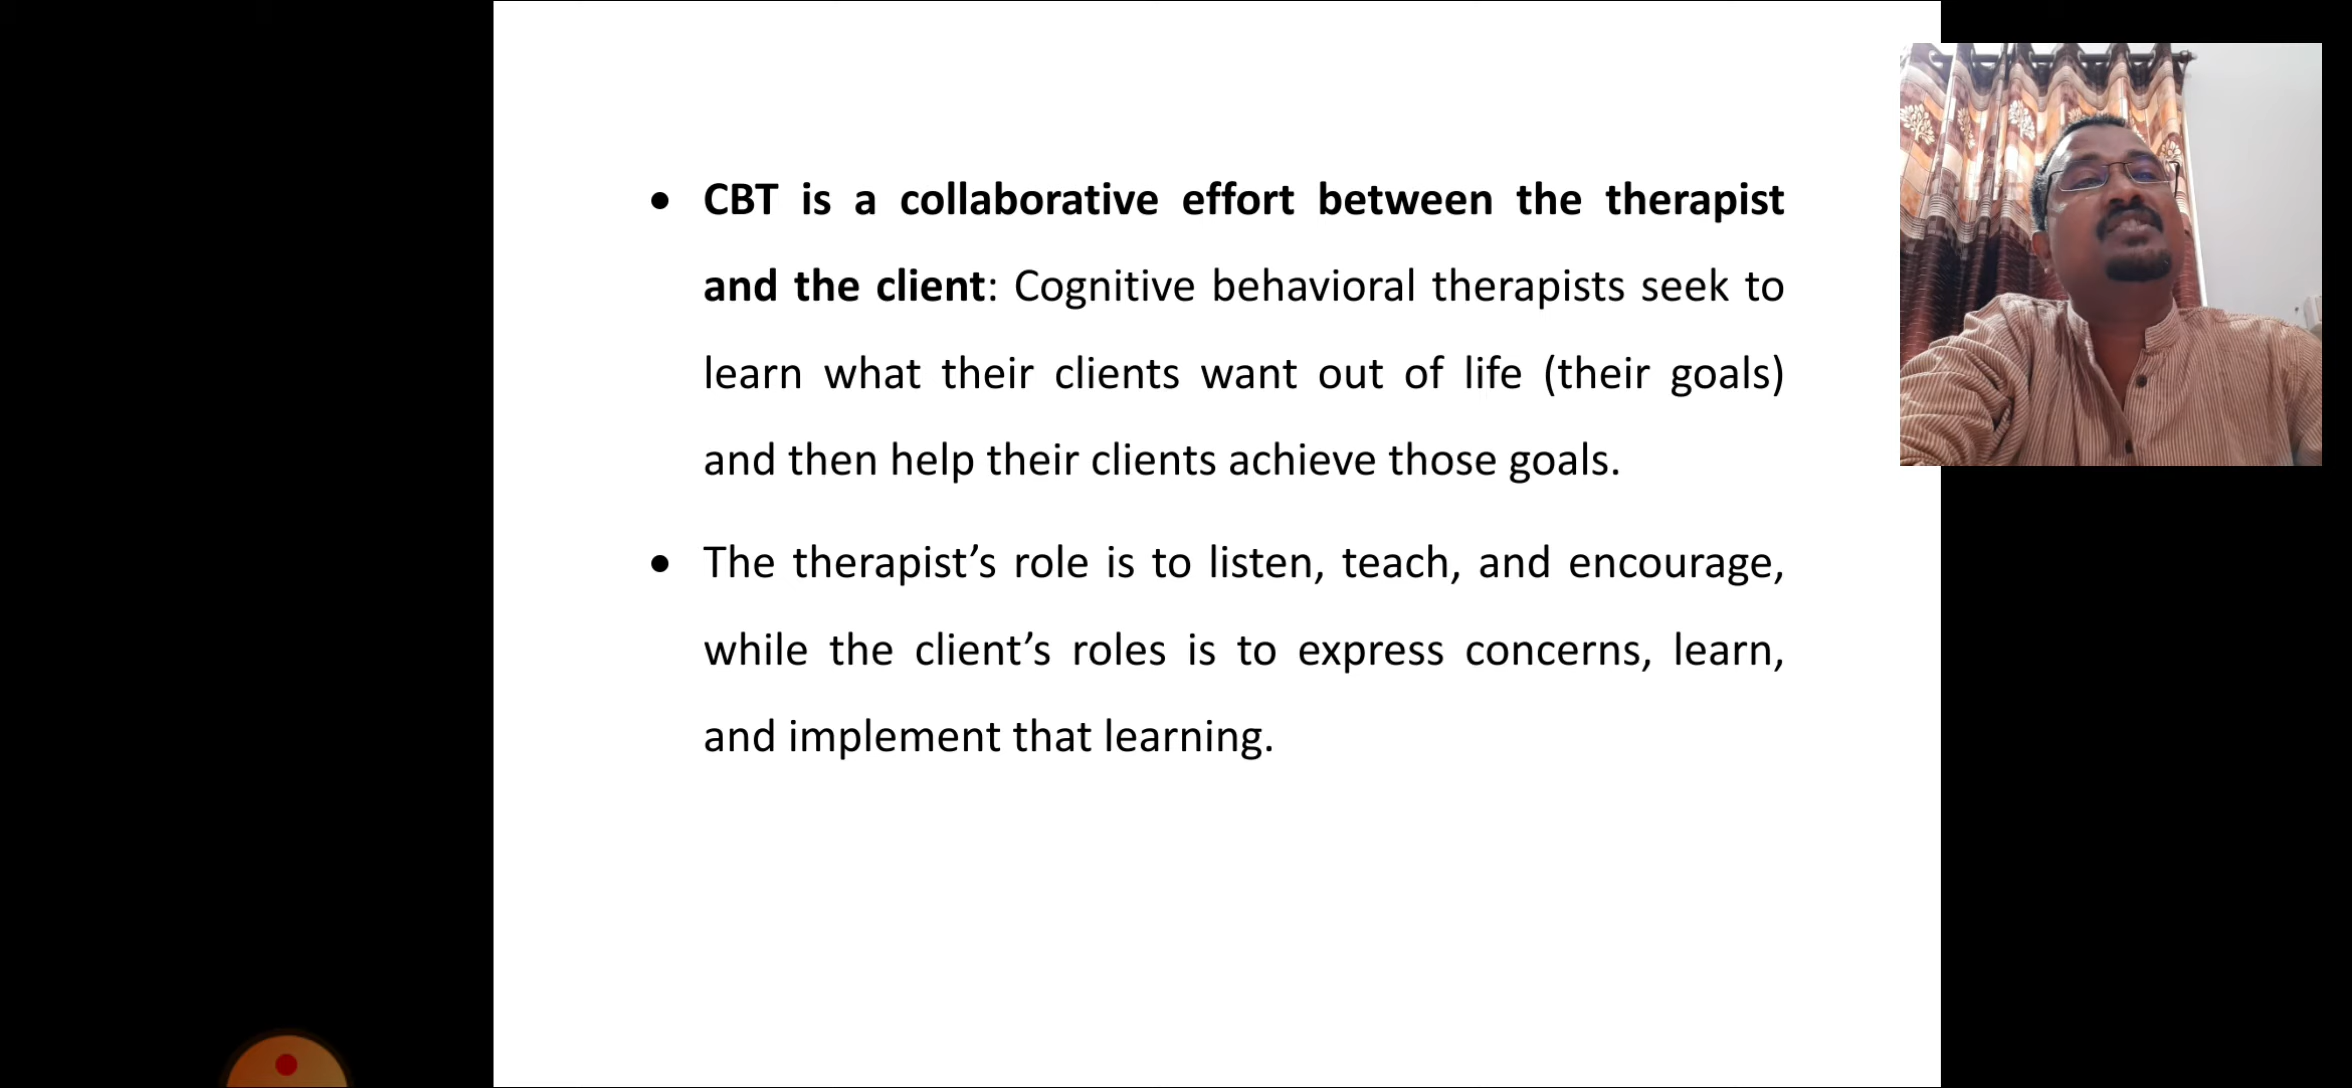 • CBT is a collaborative effort between the therapist
and the client: Cognitive behavioral therapists seek to
learn what their clients want out of life (their goals)
and then help their clients achieve those goals.
• The therapist’s role is to listen, teach, and encourage,
while the client’s roles is to express concerns, learn,
and implement that learning.